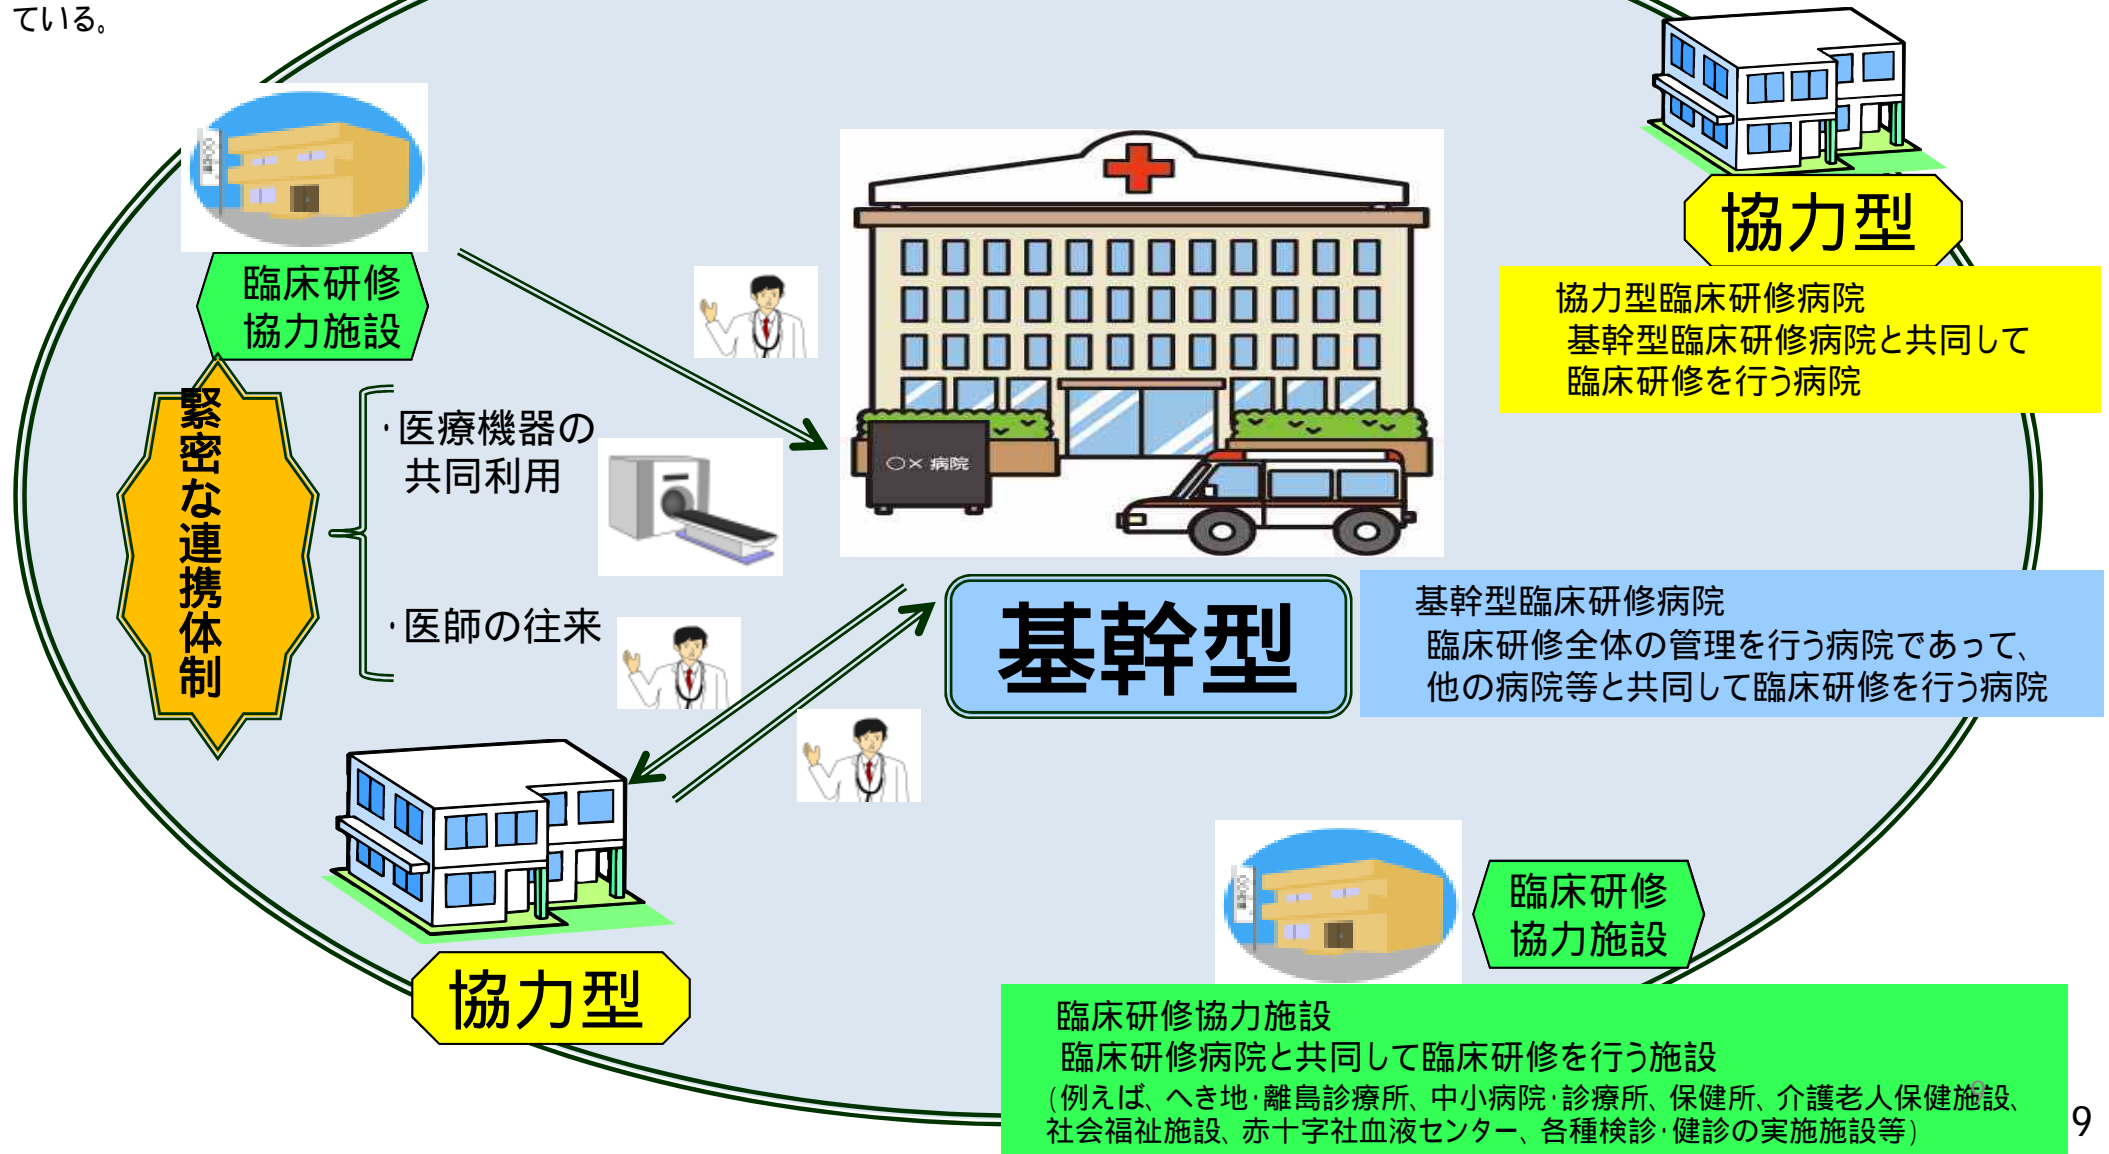 ている。
協力型
臨床研修
協力施設
協力型臨床研修病院
基幹型臨床研修病院と共同して
臨床研修を行う病院
緊密な連携体制
・医療機器の
共同利用
○× 病院
・医師の往来
基幹型
基幹型臨床研修病院
臨床研修全体の管理を行う病院であって、
他の病院等と共同して臨床研修を行う病院
臨床研修
協力施設
協力型
臨床研修協力施設
臨床研修病院と共同して臨床研修を行う施設
(例えば、へき地・離島診療所、中小病院・診療所、保健所、介護老人保健施設、
社会福祉施設、赤十字社血液センター、各種検診・健診の実施施設等)
9
9